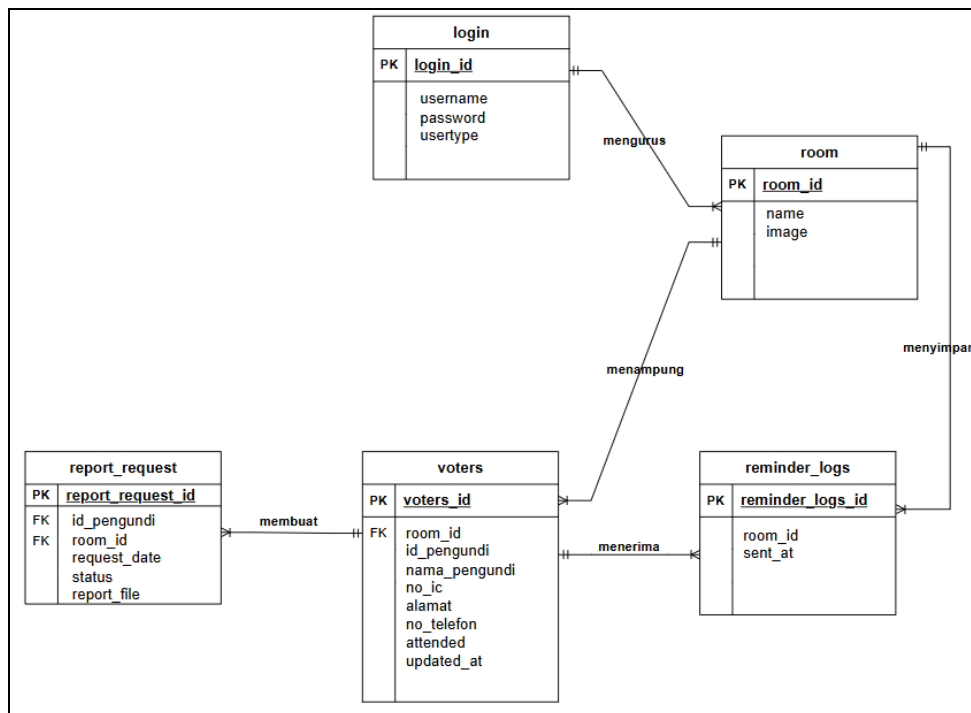 login
PK login_id
username
password
usertype
mengurus
room
PK room_id
name
image
menampung
menyimpan
report_request
PK report_request_id
FK id_pengundi
FK room_id
request_date
status
report_file
membuat
voters
PK voters_id
FK room_id
id_pengundi
nama_pengundi
no_ic
alamat
no_telefon
attended
updated_at
menerima
reminder_logs
PK reminder_logs_id
room_id
sent_at